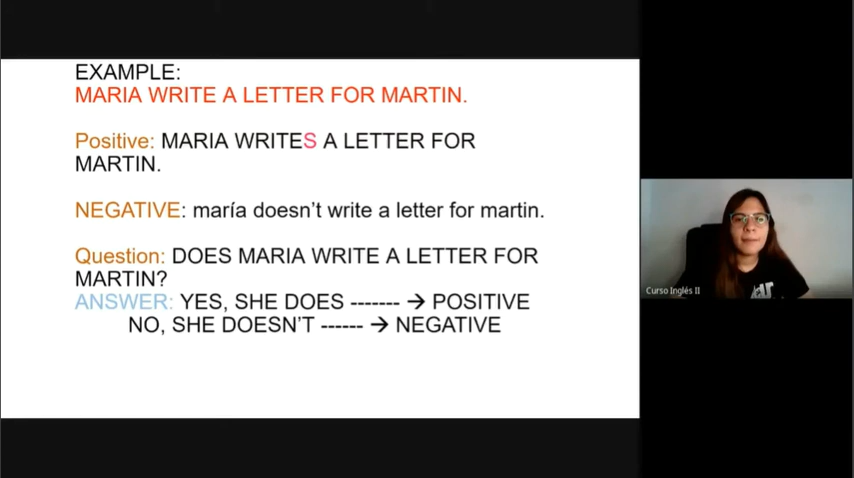 EXAMPLE:
MARIA WRITE A LETTER FOR MARTIN.
Positive: MARIA WRITES A LETTER FOR
MARTIN.
NEGATIVE: maría doesn’t write a letter for martin.
Question: DOES MARIA WRITE A LETTER FOR
MARTIN?
ANSWER: YES, SHE DOES ------- → POSITIVE
NO, SHE DOESN’T ------ → NEGATIVE
Curso Inglés II